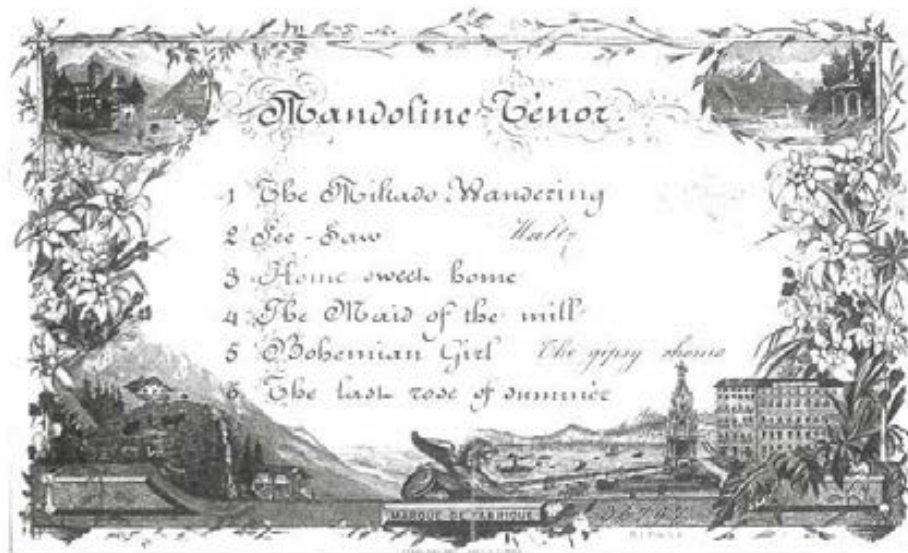 Mandoline-Ténor.
1 The Mikado Wandering
2 See-Saw Waltz
3 Home sweet home
4 The Maid of the mill
5 Bohemian Girl The gipsy
6 The last rose of summer
MARQUE DE FABRIQUE